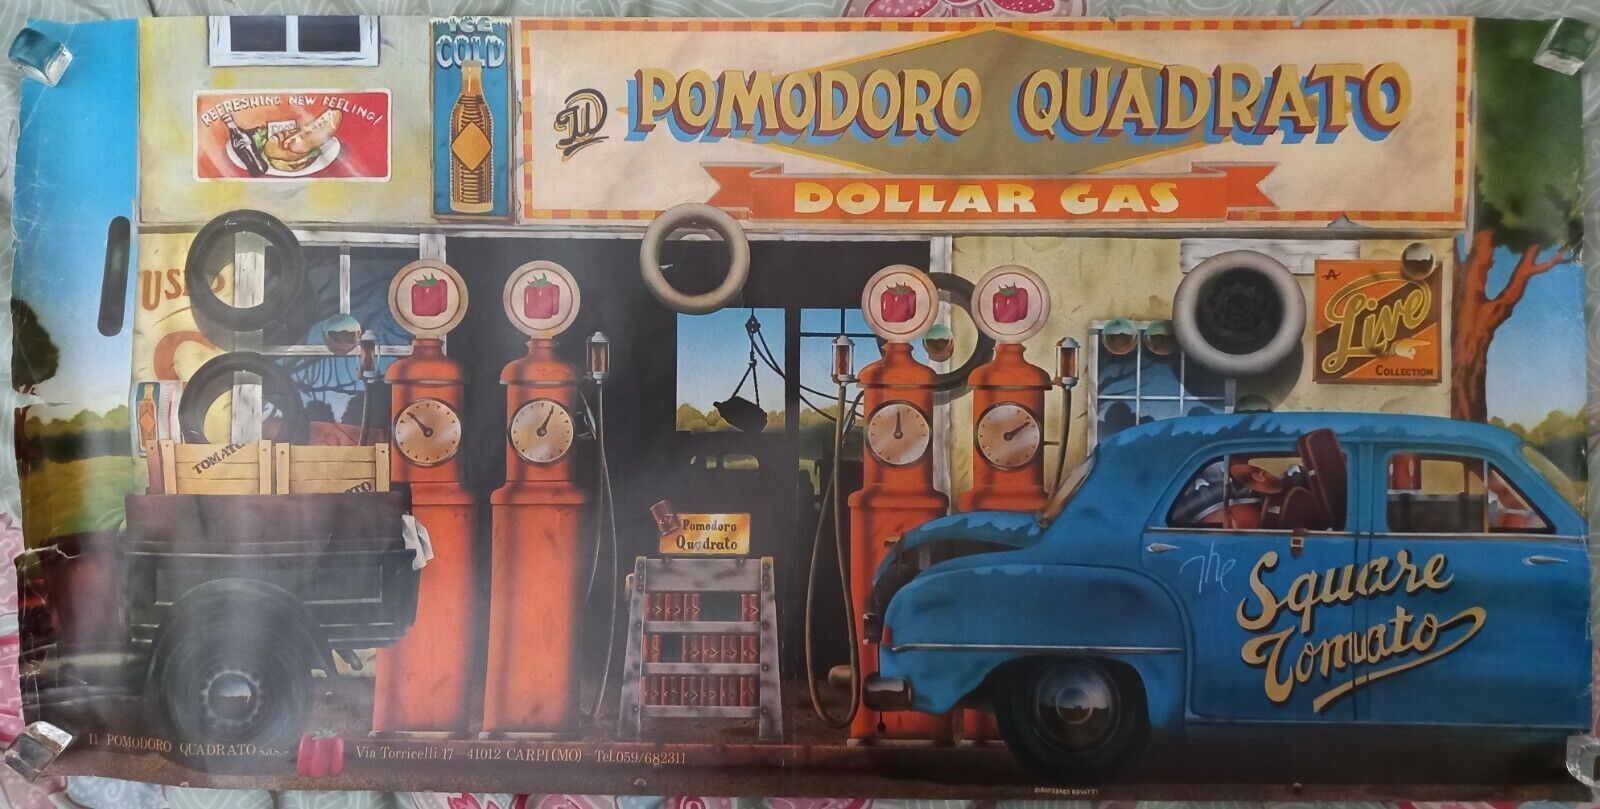 ICE
COLD
REFRESHING NEW FEELING!
Il POMODORO QUADRATO
DOLLAR GAS
USED
A
Live
COLLECTION
TOMATO
Pomodoro
Quadrato
The
Square
Tomato
Il POMODORO QUADRATO s.a.s.- Via Torricelli 17 - 41012 CARPI(MO) Tel.059/682311